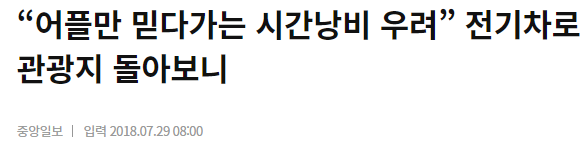 “어플만 믿다가는 시간낭비 우려” 전기차로
관광지 돌아보니
중앙일보 | 입력 2018.07.29 08:00